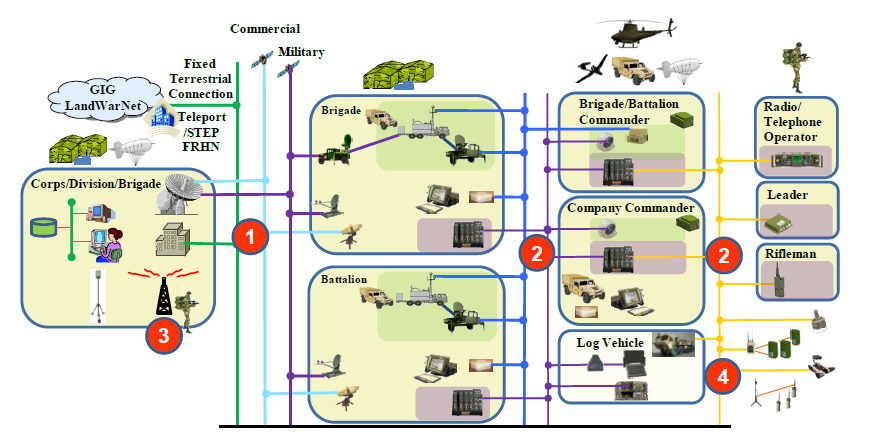 Commercial
Military
Fixed
Terrestrial
Connection
GIG
LandWarNet
Teleport
/STEP
FRHN
Corps/Division/Brigade
Brigade
Battalion
Brigade/Battalion
Commander
Company Commander
Log Vehicle
Radio/
Telephone
Operator
Leader
Rifleman
1
2
2
3
4